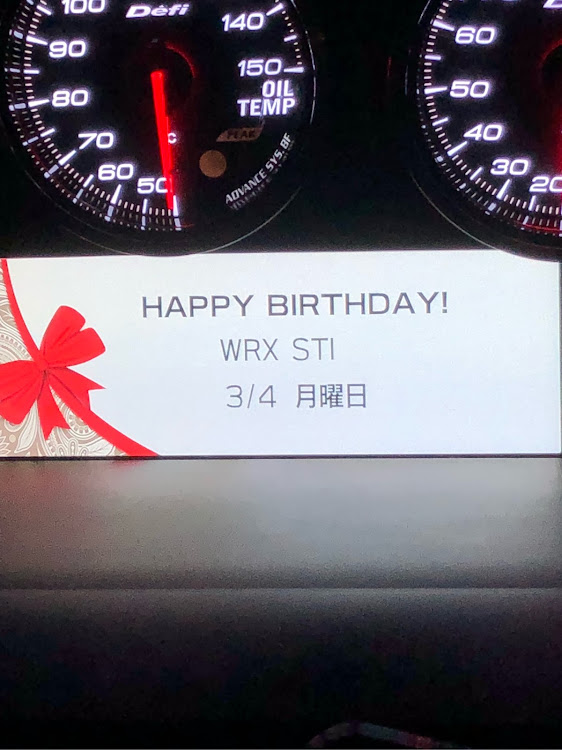 100
Defi
90
80
70
60
50
140
150
OIL
TEMP
°C
PEAK
ADVANCE SYS. BF
60
50
40
30
20
HAPPY BIRTHDAY!
WRX STI
3/4 月曜日